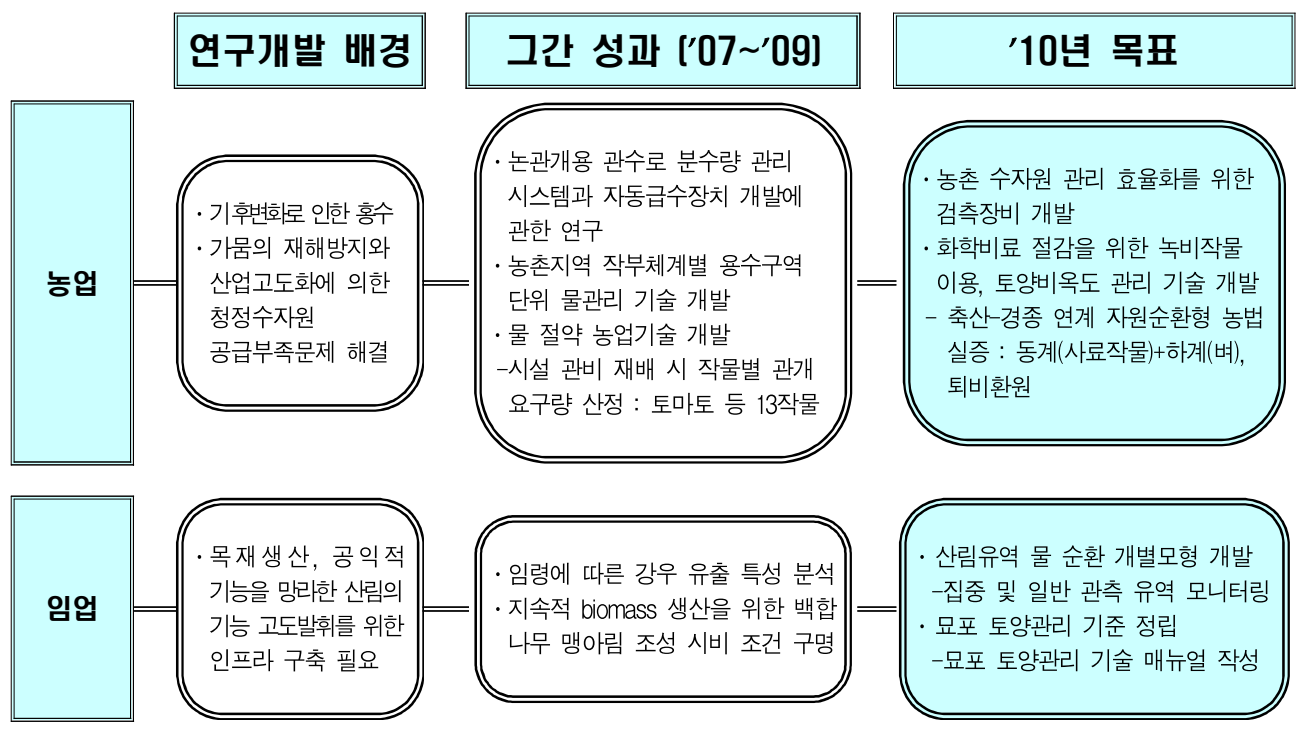 연구개발 배경
그간 성과 (′07~′09)
′10년 목표
농업
· 기후변화로 인한 홍수
· 가뭄의 재해방지와
산업고도화에 의한
청정수자원
공급부족문제 해결
· 논관개용 관수로 분수량 관리
시스템과 자동급수장치 개발에
관한 연구
· 농촌지역 작부체계별 용수구역
단위 물관리 기술 개발
· 물 절약 농업기술 개발
-시설 관비 재배 시 작물별 관개
요구량 산정 : 토마토 등 13작물
· 농촌 수자원 관리 효율화를 위한
검측장비 개발
· 화학비료 절감을 위한 녹비작물
이용, 토양비옥도 관리 기술 개발
- 축산-경종 연계 자원순환형 농법
실증 : 동계(사료작물)+하계(벼),
퇴비환원
임업
· 목재생산, 공익적
기능을 망라한 산림의
기능 고도발휘를 위한
인프라 구축 필요
· 임령에 따른 강우 유출 특성 분석
· 지속적 biomass 생산을 위한 백합
나무 맹아림 조성 시비 조건 구명
· 산림유역 물 순환 개별모형 개발
-집중 및 일반 관측 유역 모니터링
· 묘포 토양관리 기준 정립
-묘포 토양관리 기술 매뉴얼 작성